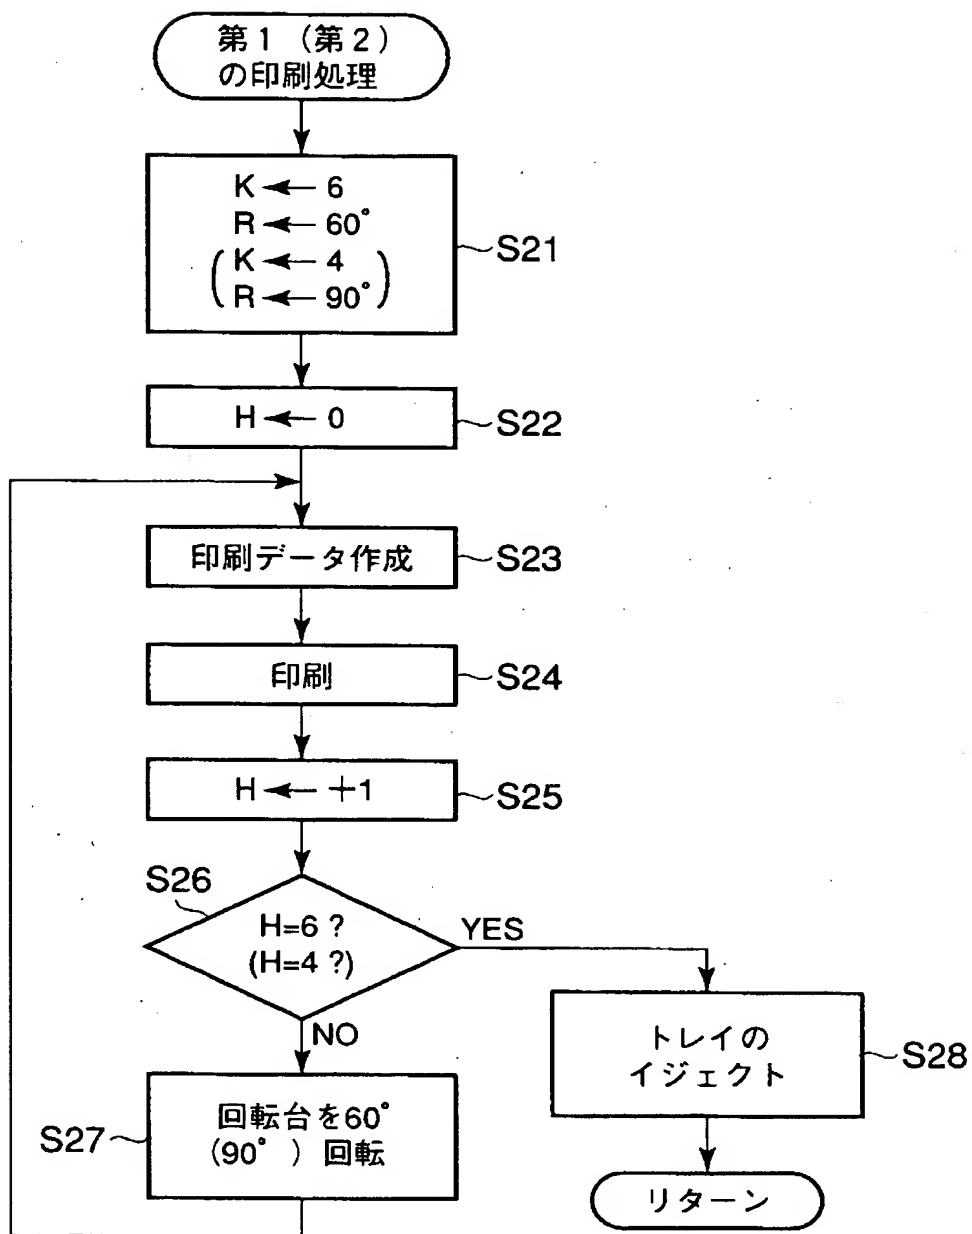 第1（第2）
の印刷処理
K ← 6
R ← 60°
(K ← 4
R ← 90°)
S21
H ← 0
S22
印刷データ作成
S23
印刷
S24
H ← +1
S25
S26
H=6 ?
(H=4 ?)
YES
NO
トレイの
イジェクト
S28
S27
回転台を60°
(90°) 回転
リターン